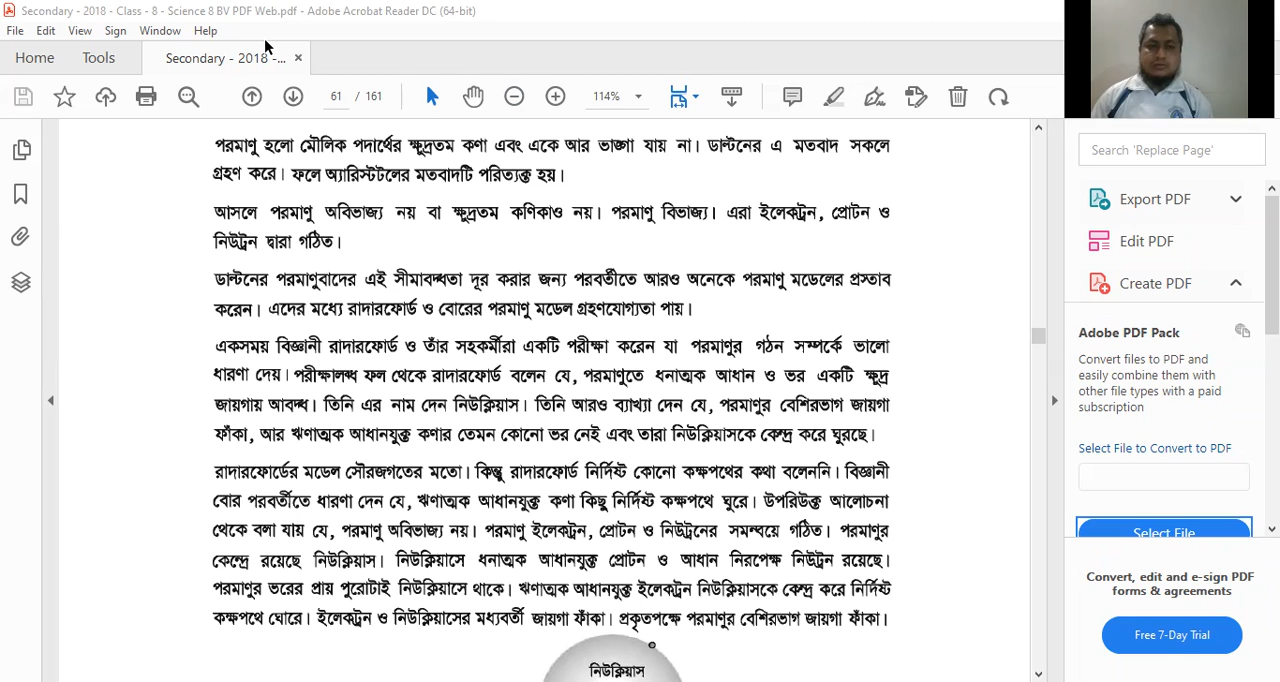 Secondary - 2018 - Class - 8 - Science 8 BV PDF Web.pdf - Adobe Acrobat Reader DC (64-bit)
File Edit View Sign Window Help
Home Tools Secondary - 2018 -... ×
61 / 161 114%
পরমাণু হলো মৌলিক পদার্থের ক্ষুদ্রতম কণা এবং একে আর ভাঙ্গা যায় না। ডাল্টনের এ মতবাদ সকলে
গ্রহণ করে। ফলে অ্যারিস্টটলের মতবাদটি পরিত্যক্ত হয়।
আসলে পরমাণু অবিভাজ্য নয় বা ক্ষুদ্রতম কণিকাও নয়। পরমাণু বিভাজ্য। এরা ইলেকট্রন, প্রোটন ও
নিউট্রন দ্বারা গঠিত।
ডাল্টনের পরমাণুবাদের এই সীমাবদ্ধতা দূর করার জন্য পরবর্তীতে আরও অনেকে পরমাণু মডেলের প্রস্তাব
করেন। এদের মধ্যে রাদারফোর্ড ও বোরের পরমাণু মডেল গ্রহণযোগ্যতা পায়।
একসময় বিজ্ঞানী রাদারফোর্ড ও তাঁর সহকর্মীরা একটি পরীক্ষা করেন যা পরমাণুর গঠন সম্পর্কে ভালো
ধারণা দেয়। পরীক্ষালব্ধ ফল থেকে রাদারফোর্ড বলেন যে, পরমাণুতে ধনাত্মক আধান ও ভর একটি ক্ষুদ্র
জায়গায় আবদ্ধ। তিনি এর নাম দেন নিউক্লিয়াস। তিনি আরও ব্যাখ্যা দেন যে, পরমাণুর বেশিরভাগ জায়গা
ফাঁকা, আর ঋণাত্মক আধানযুক্ত কণার তেমন কোনো ভর নেই এবং তারা নিউক্লিয়াসকে কেন্দ্র করে ঘুরছে।
রাদারফোর্ডের মডেল সৌরজগতের মতো। কিন্তু রাদারফোর্ড নির্দিষ্ট কোনো কক্ষপথের কথা বলেননি। বিজ্ঞানী
বোর পরবর্তীতে ধারণা দেন যে, ঋণাত্মক আধানযুক্ত কণা কিছু নির্দিষ্ট কক্ষপথে ঘুরে। উপরিউক্ত আলোচনা
থেকে বলা যায় যে, পরমাণু অবিভাজ্য নয়। পরমাণু ইলেকট্রন, প্রোটন ও নিউট্রনের সমন্বয়ে গঠিত। পরমাণুর
কেন্দ্রে রয়েছে নিউক্লিয়াস। নিউক্লিয়াসে ধনাত্মক আধানযুক্ত প্রোটন ও আধান নিরপেক্ষ নিউট্রন রয়েছে।
পরমাণুর ভরের প্রায় পুরোটাই নিউক্লিয়াসে থাকে। ঋণাত্মক আধানযুক্ত ইলেকট্রন নিউক্লিয়াসকে কেন্দ্র করে নির্দিষ্ট
কক্ষপথে ঘোরে। ইলেকট্রন ও নিউক্লিয়াসের মধ্যবর্তী জায়গা ফাঁকা। প্রকৃতপক্ষে পরমাণুর বেশিরভাগ জায়গা ফাঁকা।
নিউক্লিয়াস
Search 'Replace Page'
Export PDF
Edit PDF
Create PDF
Adobe PDF Pack
Convert files to PDF and
easily combine them with
other file types with a paid
subscription
Select File to Convert to PDF
Select File
Convert, edit and e-sign PDF
forms & agreements
Free 7-Day Trial